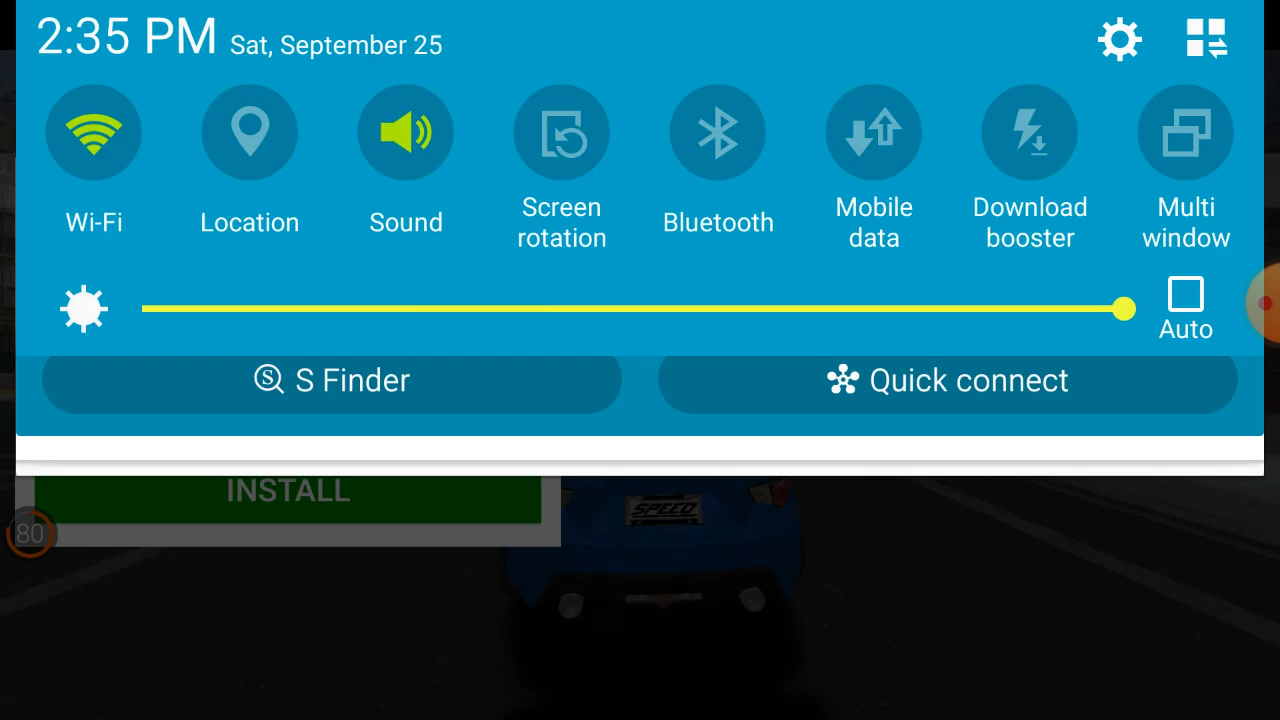 2:35 PM Sat, September 25
Wi-Fi
Location
Sound
Screen
rotation
Bluetooth
Mobile
data
Download
booster
Multi
window
Auto
S Finder
Quick connect
INSTALL
SPEED
80